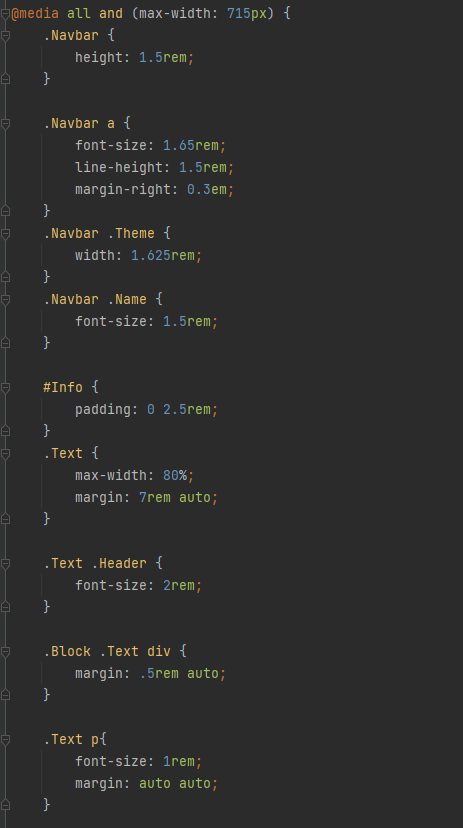 @media all and (max-width: 715px) {
    .Navbar {
        height: 1.5rem;
    }

    .Navbar a {
        font-size: 1.65rem;
        line-height: 1.5rem;
        margin-right: 0.3em;
    }
    .Navbar .Theme {
        width: 1.625rem;
    }
    .Navbar .Name {
        font-size: 1.5rem;
    }

    #Info {
        padding: 0 2.5rem;
    }
    .Text {
        max-width: 80%;
        margin: 7rem auto;
    }

    .Text .Header {
        font-size: 2rem;
    }

    .Block .Text div {
        margin: .5rem auto;
    }

    .Text p{
        font-size: 1rem;
        margin: auto auto;
    }